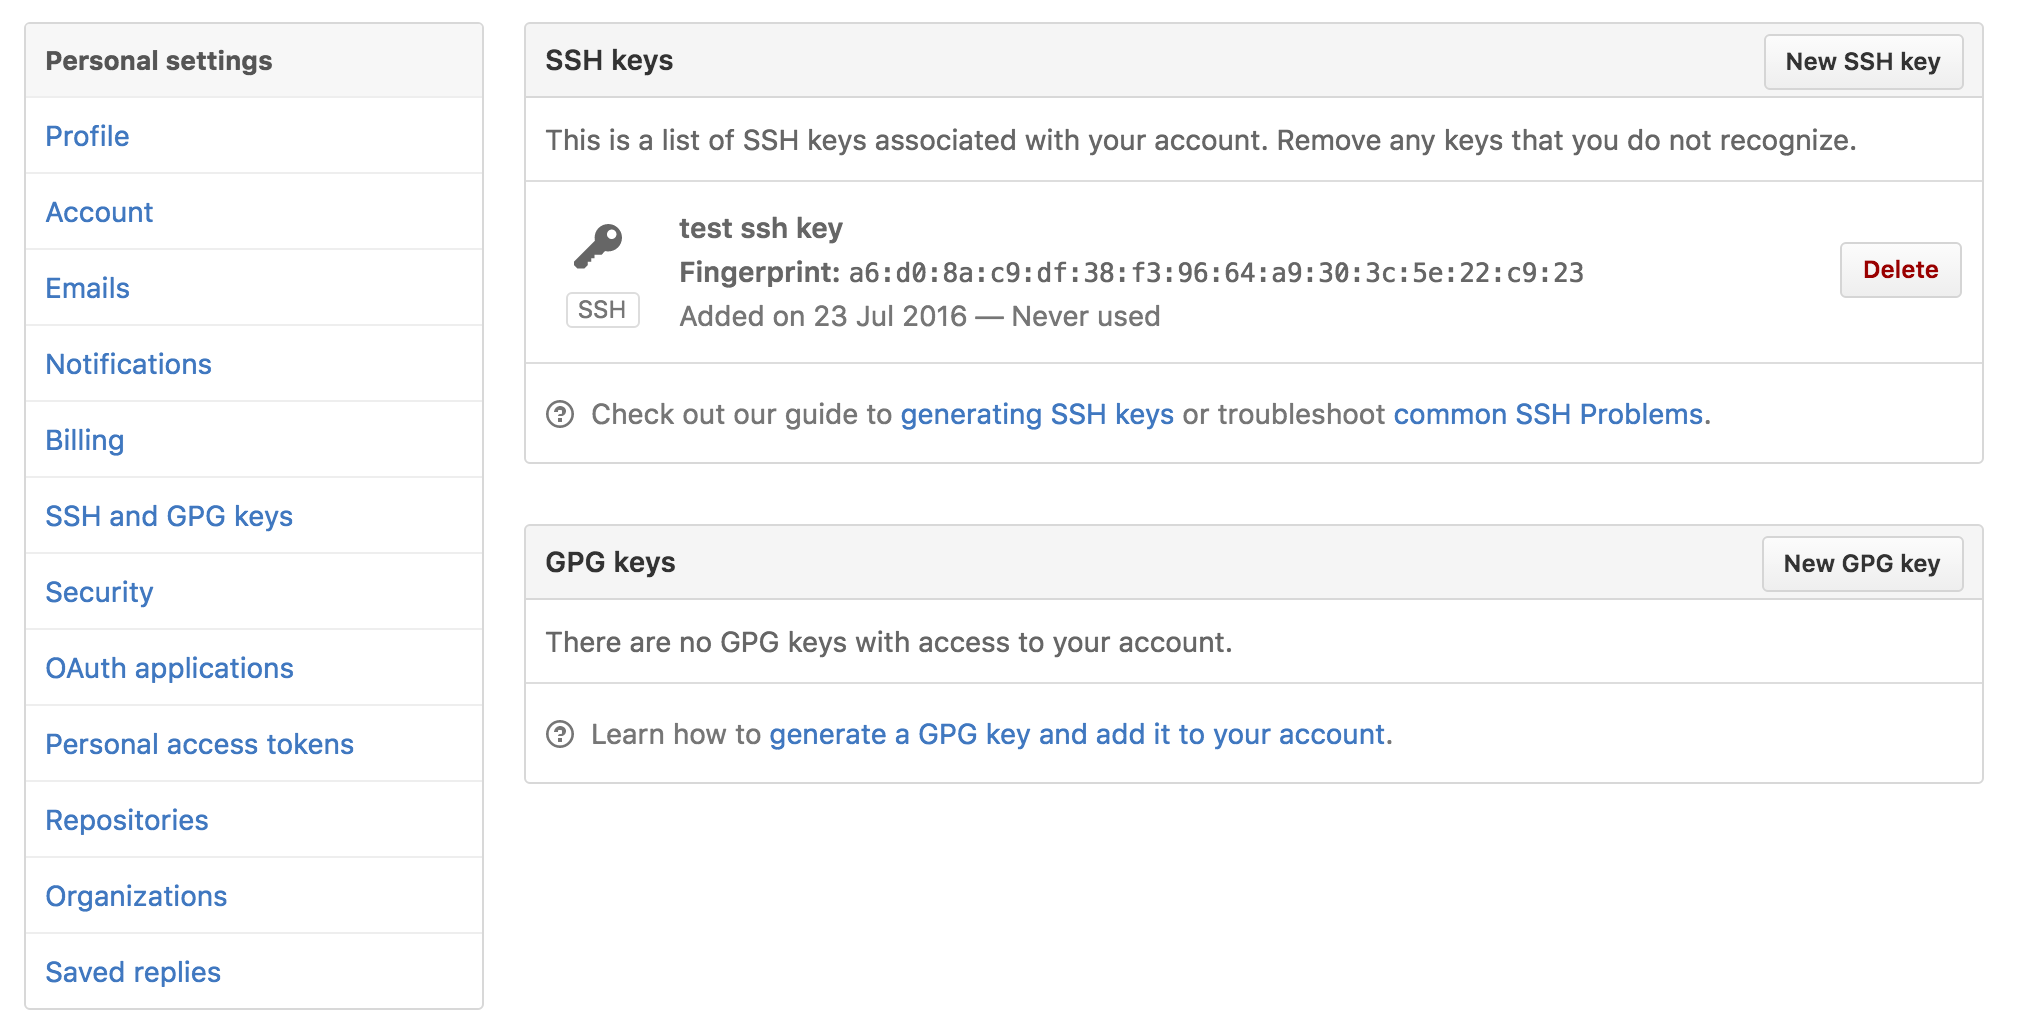 Personal settings
Profile
Account
Emails
Notifications
Billing
SSH and GPG keys
Security
OAuth applications
Personal access tokens
Repositories
Organizations
Saved replies
SSH keys
New SSH key
This is a list of SSH keys associated with your account. Remove any keys that you do not recognize.
SSH
test ssh key
Fingerprint: a6:d0:8a:c9:df:38:f3:96:64:a9:30:3c:5e:22:c9:23
Added on 23 Jul 2016 — Never used
Delete
Check out our guide to generating SSH keys or troubleshoot common SSH Problems.
GPG keys
New GPG key
There are no GPG keys with access to your account.
Learn how to generate a GPG key and add it to your account.